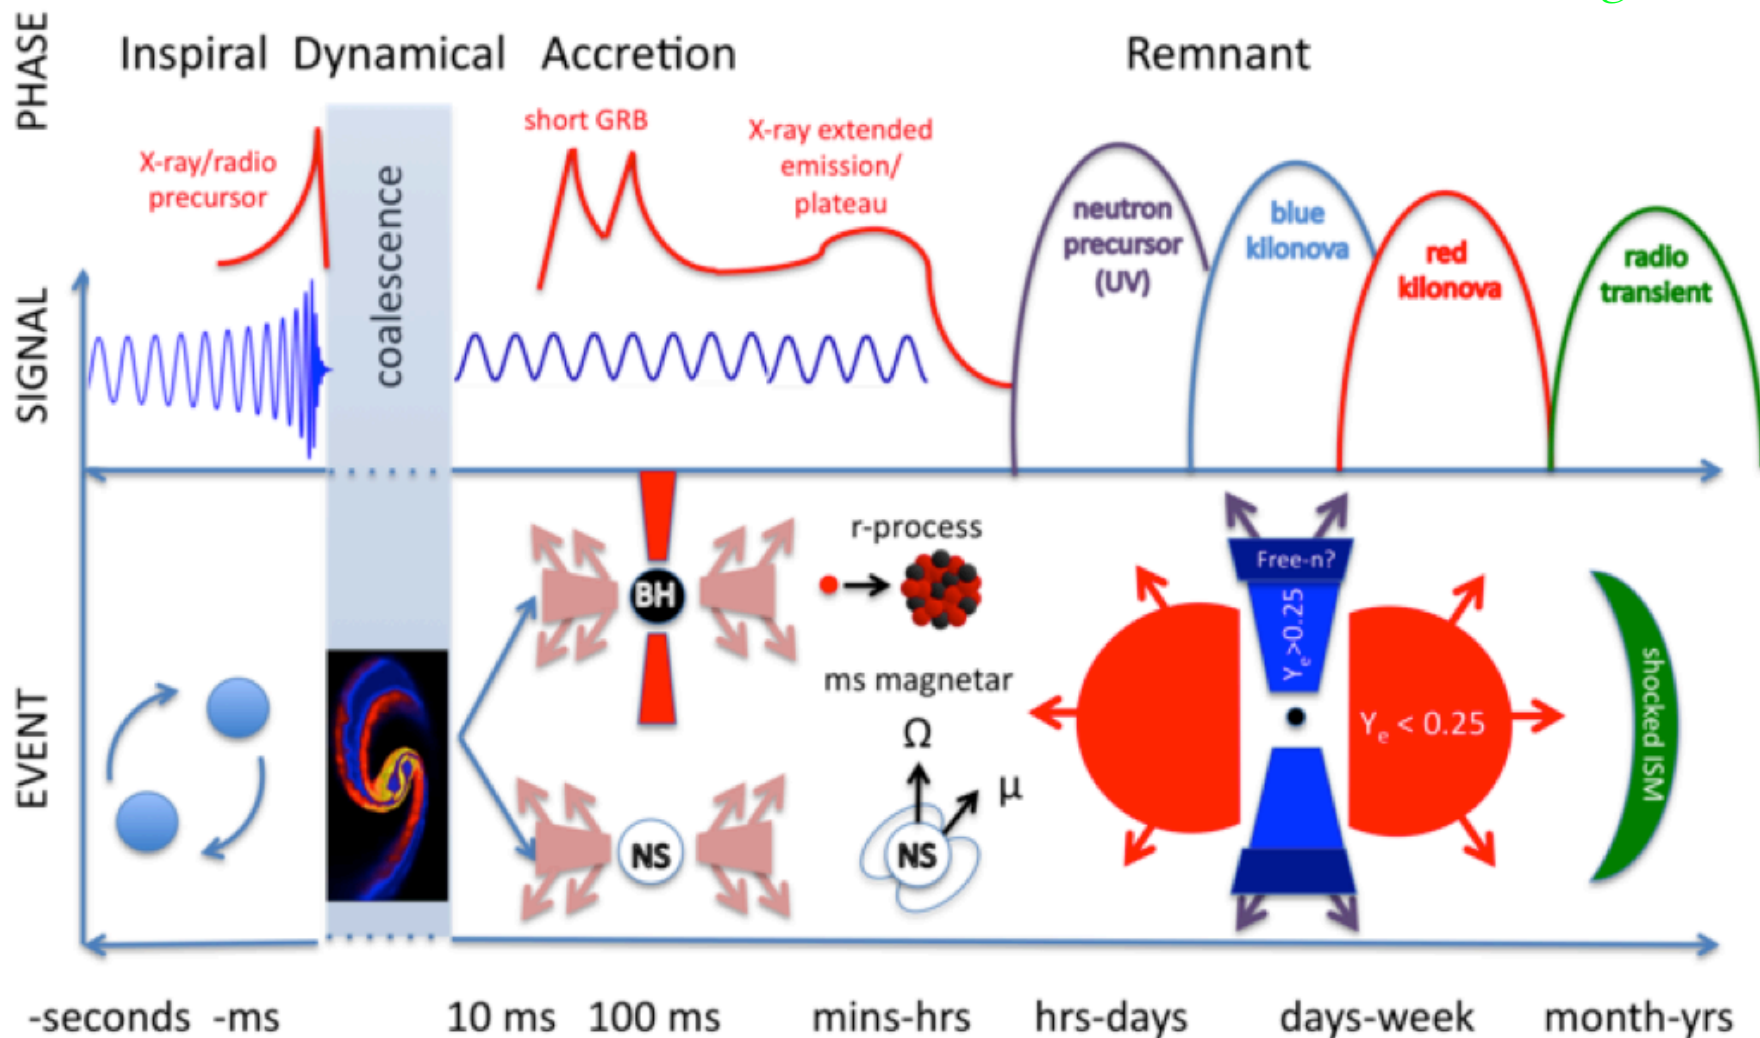 PHASE
Inspiral
Dynamical
Accretion
Remnant
SIGNAL
X-ray/radio
precursor
coalescence
short GRB
X-ray extended
emission/
plateau
neutron
precursor
(UV)
blue
kilonova
red
kilonova
radio
transient
EVENT
BH
NS
r-process
ms magnetar
Ω
μ
NS
Free-n?
Ye>0.25
Ye < 0.25
shocked ISM
-seconds
-ms
10 ms
100 ms
mins-hrs
hrs-days
days-week
month-yrs